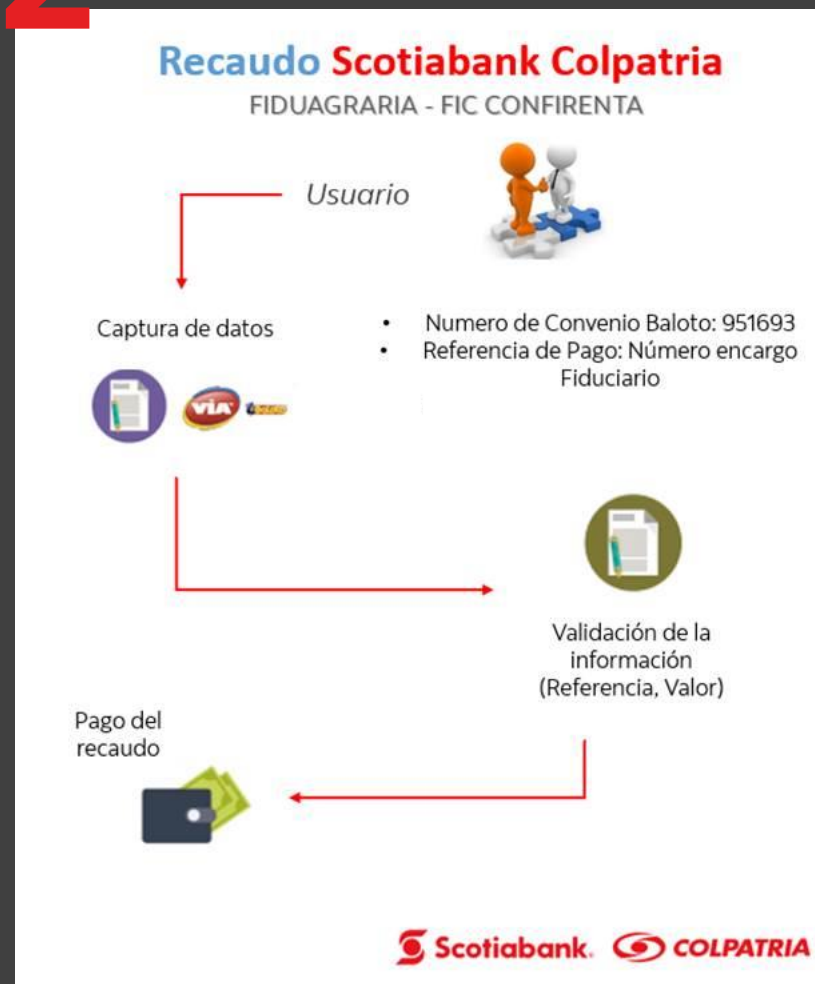 Recaudo Scotiabank Colpatria
FIDUAGRARIA - FIC CONFIRENTA
Usuario
Captura de datos
• Numero de Convenio Baloto: 951693
• Referencia de Pago: Número encargo
Fiduciario
VIA
Validación de la
información
(Referencia, Valor)
Pago del
recaudo
Scotiabank. COLPATRIA